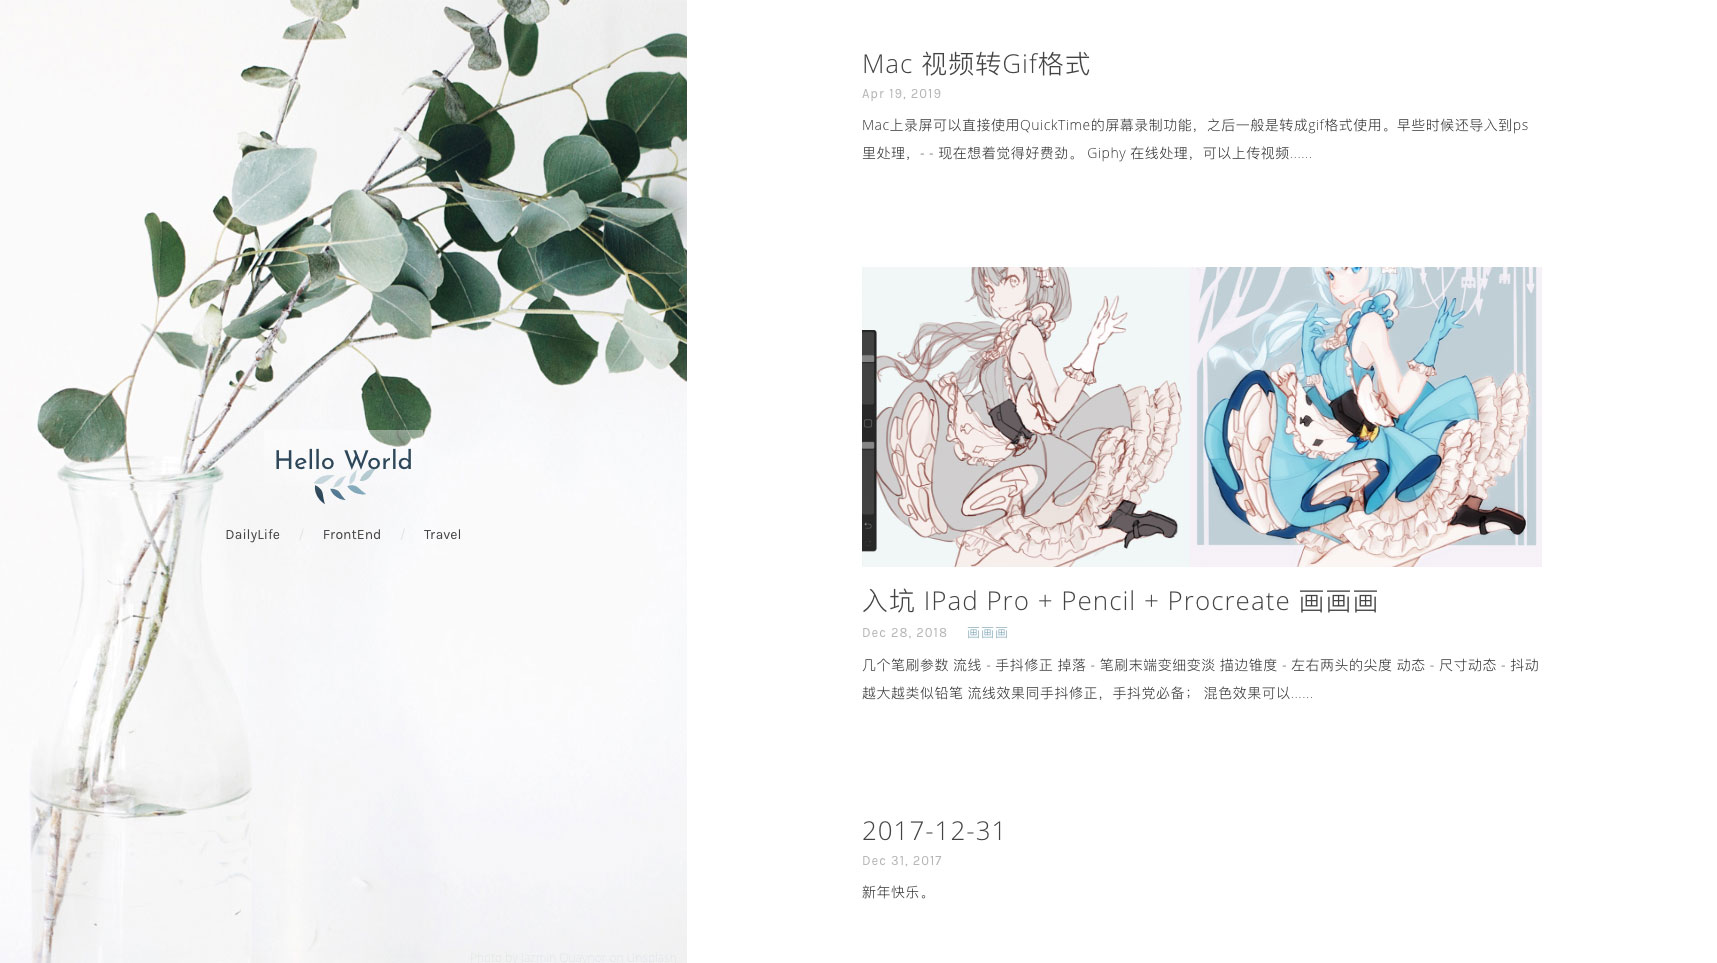 Hello World
DailyLife / FrontEnd / Travel
Mac 视频转Gif格式
Apr 19, 2019
Mac上录屏可以直接使用QuickTime的屏幕录制功能，之后一般是转成gif格式使用。早些时候还导入到ps
里处理，- - 现在想着觉得好费劲。 Giphy 在线处理，可以上传视频......
入坑 IPad Pro + Pencil + Procreate 画画画
Dec 28, 2018 画画画
几个笔刷参数 流线 - 手抖修正 掉落 - 笔刷末端变细变淡 描边锥度 - 左右两头的尖度 动态 - 尺寸动态 - 抖动
越大越类似铅笔 流线效果同手抖修正，手抖党必备； 混色效果可以......
2017-12-31
Dec 31, 2017
新年快乐。